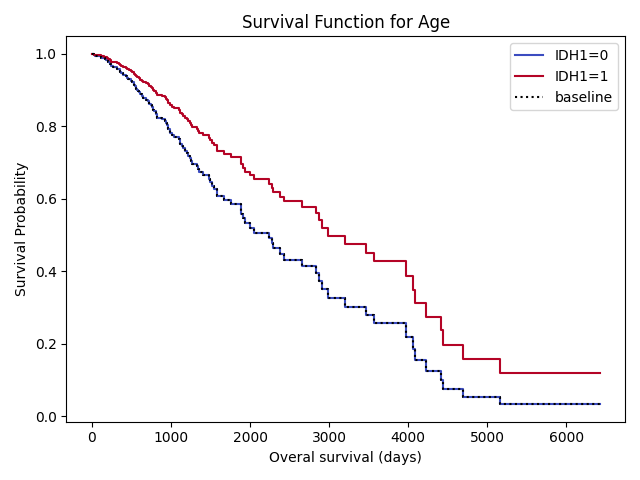 Survival Function for Age
IDH1=0
IDH1=1
baseline
Survival Probability
1.0
0.8
0.6
0.4
0.2
0.0
0
1000
2000
3000
4000
5000
6000
Overal survival (days)